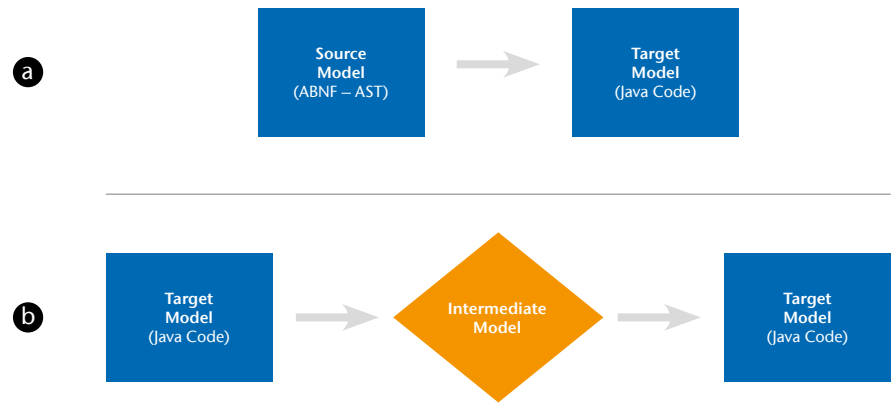 a
Source
Model
(ABNF – AST)
Target
Model
(Java Code)
b
Target
Model
(Java Code)
Intermediate
Model
Target
Model
(Java Code)